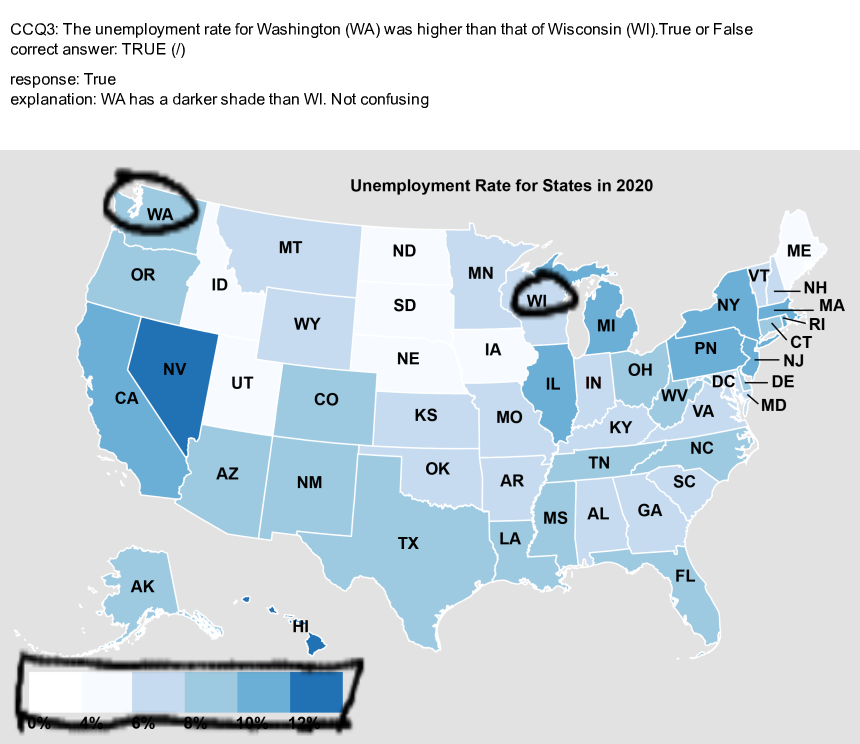 CCQ3: The unemployment rate for Washington (WA) was higher than that of Wisconsin (WI).True or False
correct answer: TRUE (/)
response: True
explanation: WA has a darker shade than WI. Not confusing
Unemployment Rate for States in 2020
WA
MT
ND
MN
ME
VT
OR
ID
SD
WI
NH
NY
MA
WY
MI
RI
CT
NE
IA
PN
NJ
NV
UT
IL
IN
OH
DC
DE
CA
CO
WV
MD
KS
MO
KY
VA
NC
AZ
NM
OK
AR
TN
SC
TX
LA
MS
AL
GA
FL
AK
HI
0% 4% 6% 8% 10% 12%